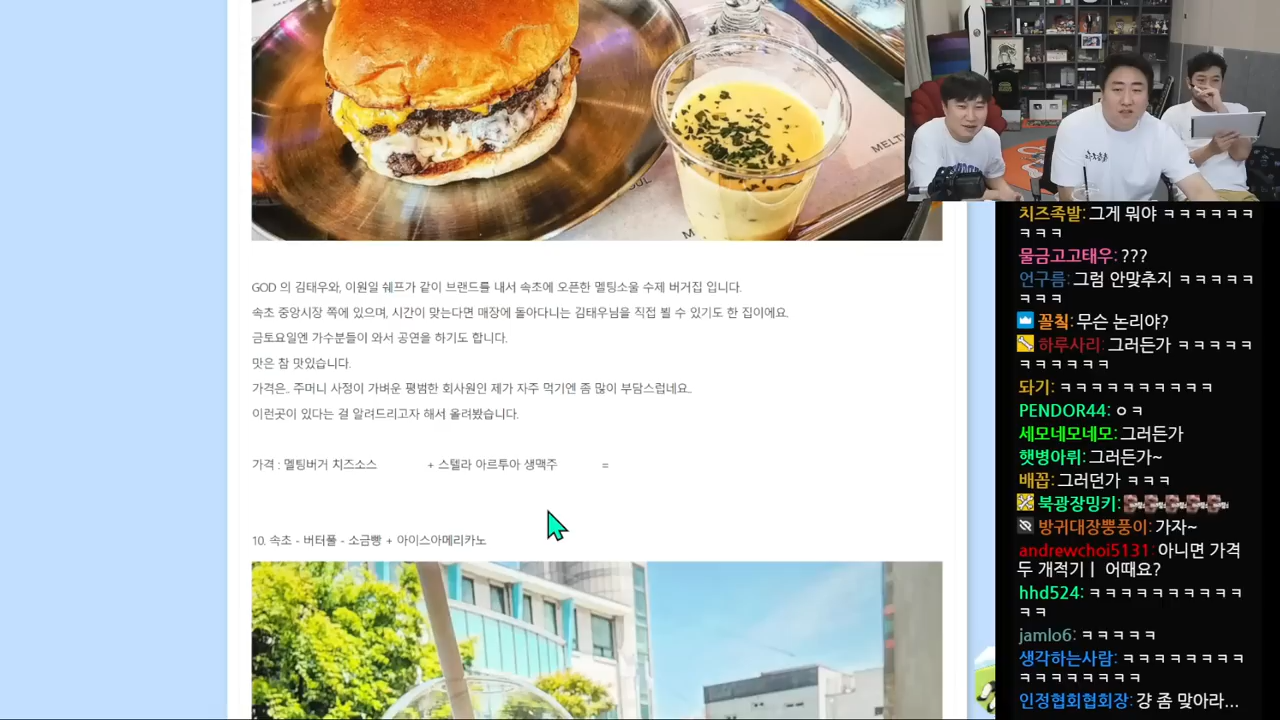 GOD 의 김태우와, 이원일 쉐프가 같이 브랜드를 내서 속초에 오픈한 멜팅소울 수제 버거집 입니다.
속초 중앙시장 쪽에 있으며, 시간이 맞는다면 매장에 돌아다니는 김태우님을 직접 뵐 수 있기도 한 집이에요.
금토요일엔 가수분들이 와서 공연을 하기도 합니다.
맛은 참 맛있습니다.
가격은.. 주머니 사정이 가벼운 평범한 회사원인 제가 자주 먹기엔 좀 많이 부담스럽네요..
이런곳이 있다는 걸 알려드리고자 해서 올려봤습니다.
가격 : 멜팅버거 치즈소스 + 스텔라 아르투아 생맥주 =
10. 속초 - 버터풀 - 소금빵 + 아이스아메리카노
치즈족발: 그게 뭐야 ㅋㅋㅋㅋㅋㅋ
ㅋㅋㅋ
물금고고태우: ???
언구름: 그럼 안맞추지 ㅋㅋㅋㅋㅋ
ㅋㅋㅋㅋ
꼴칰: 무슨 논리야?
하루사리: 그러든가 ㅋㅋㅋㅋㅋ
ㅋㅋㅋㅋㅋㅋ
돠기: ㅋㅋㅋㅋㅋㅋㅋㅋㅋㅋ
PENDOR44: ㅇㅋ
세모네모네모: 그러든가
햇병아뤼: 그러든가~
배꼽: 그러던가 ㅋㅋㅋ
북광장밍키:
방귀대장뿡풍이: 가자~
andrewchoi5131: 아니면 가격
두 개적기ㅣ 어때요?
hhd524: ㅋㅋㅋㅋㅋㅋㅋㅋㅋㅋ
ㅋㅋ
jamlo6: ㅋㅋㅋㅋㅋ
생각하는사람: ㅋㅋㅋㅋㅋㅋㅋㅋ
ㅋㅋㅋㅋㅋㅋㅋㅋ
인정협회협회장: 걍 좀 맞아라...